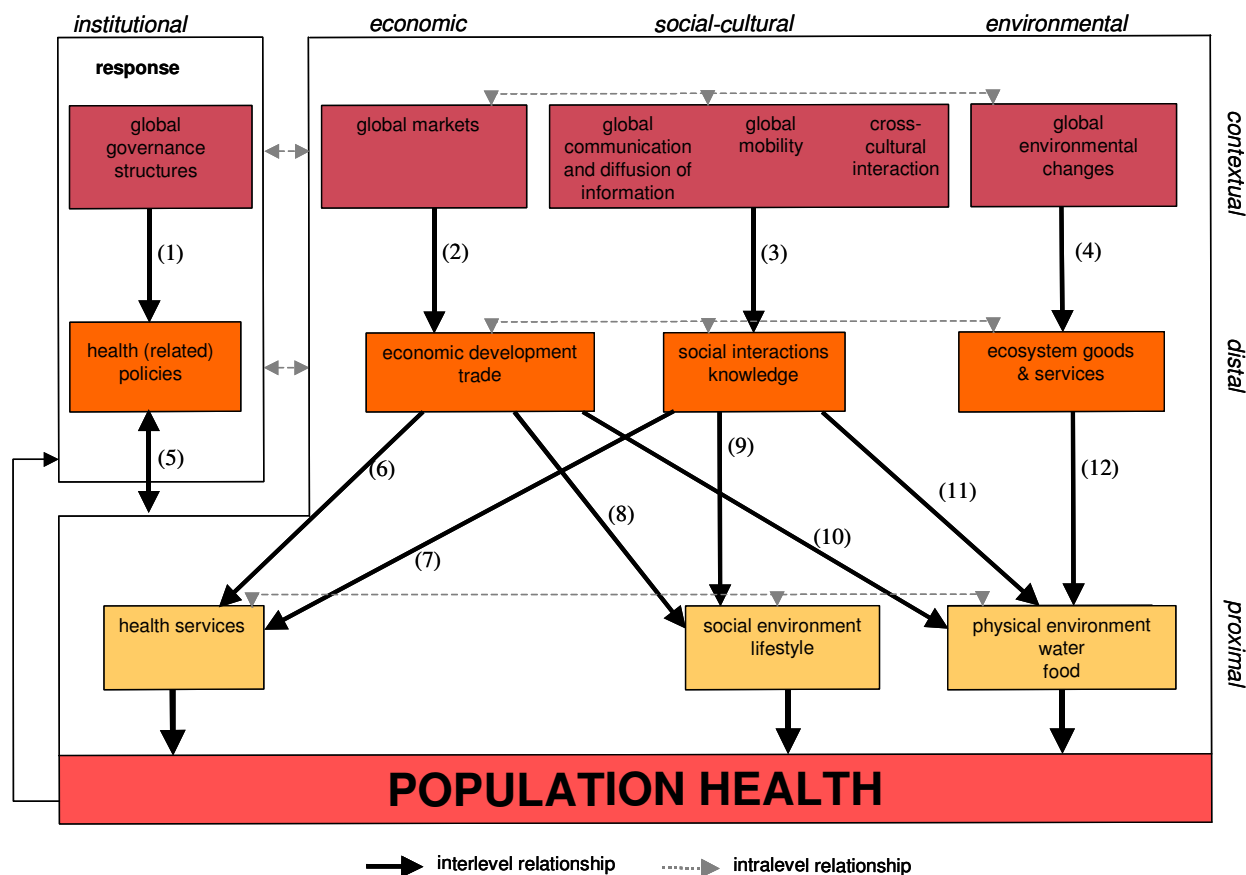 institutional
economic
social-cultural
environmental
response
global
governance
structures
global markets
global
communication
and diffusion of
information
global
mobility
cross-
cultural
interaction
global
environmental
changes
contextual
(1)
(2)
(3)
(4)
health (related)
policies
economic development
trade
social interactions
knowledge
ecosystem goods
& services
distal
(5)
(6)
(7)
(8)
(9)
(10)
(11)
(12)
health services
social environment
lifestyle
physical environment
water
food
proximal
POPULATION HEALTH
interlevel relationship
intralevel relationship